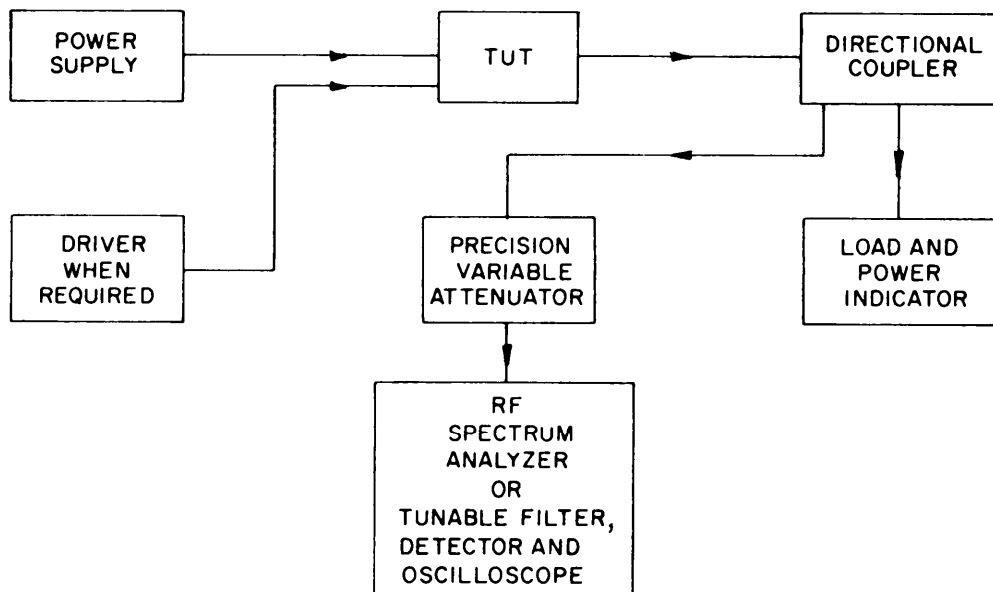 POWER
SUPPLY
TUT
DIRECTIONAL
COUPLER
DRIVER
WHEN
REQUIRED
PRECISION
VARIABLE
ATTENUATOR
LOAD AND
POWER
INDICATOR
RF
SPECTRUM
ANALYZER
OR
TUNABLE FILTER,
DETECTOR AND
OSCILLOSCOPE